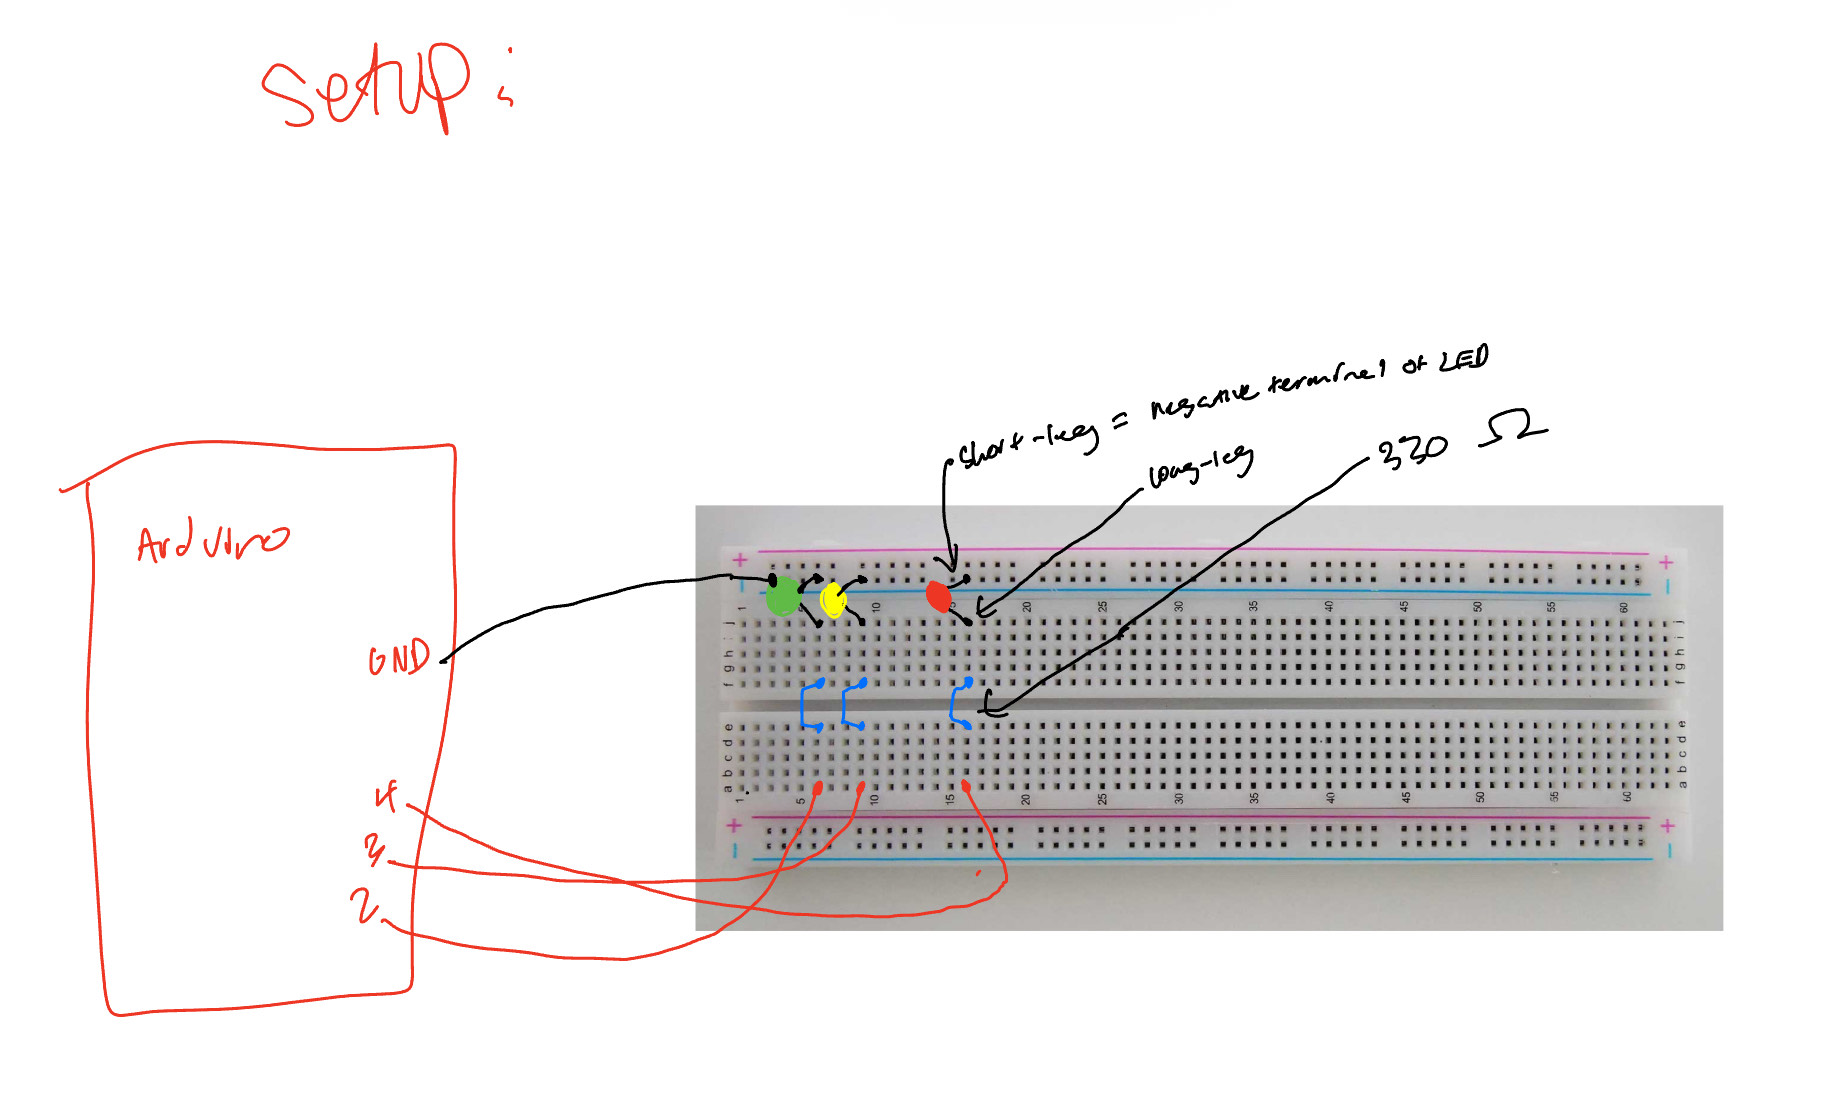 setup:
short-leg = negative terminal of LED
long-leg
330 Ω
Arduino
GND
4
3
2
+ +
- -
1 5 10 15 20 25 30 35 40 45 50 55 60
j j
i i
h h
g g
f f
e e
d d
c c
b b
a a
1 5 10 15 20 25 30 35 40 45 50 55 60
+ +
- -